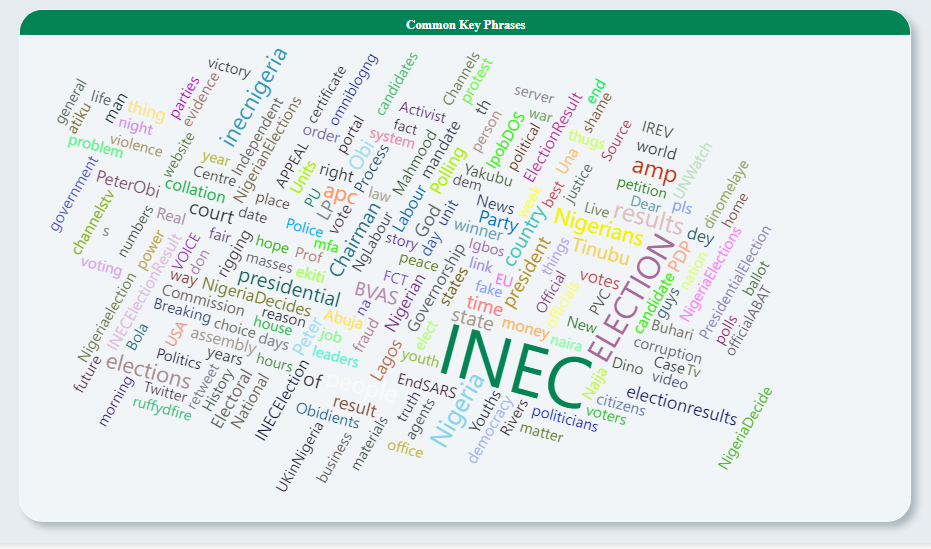 Common Key Phrases
victory
inecnigeria
certificate
omniblogng
candidates
Channels
protest
server
end
general
life
man
thing
parties
evidence
Independent
NigerianElections
order
portal
Activist
th
war
ElectionResult
shame
atiku
night
violence
problem
website
year
Centre
APPEAL
Units
Obi
system
fact
Mahmood
mandate
person
IpobDOS
political
thugs
Source
IREV
world
government
PeterObi
collation
place
PU
right
apc
Process
law
Labour
Polling
Yakubu
dem
week
Una
best
justice
amp
petition
UNWatch
channelstv
s
numbers
Real
court
date
LP
vote
Chairman
NgLabour
God
unit
News
Party
country
Live
Nigerians
results
Dear
pls
dinomelaye
home
voting
power
VOICE
don
rigging
fair
hope
Police
Prof
mfa
story
day
winner
Igbos
Tinubu
dey
PDP
nation
NigeriaElections
PresidentialElection
Nigeriaelection
INECElectionResult
way
masses
presidential
ekiti
peace
FCT
Governorship
states
link
EU
fake
president
things
votes
ELECTION
candidate
guys
ballot
officialABAT
Commission
NigeriaDecides
reason
Abuja
BVAS
na
Nigerian
time
Official
officials
PVC
Buhari
polls
Bola
Breaking
choice
house
job
Peter
fraud
elect
state
money
New
naira
corruption
CaseTv
USA
assembly
days
leaders
Lagos
youth
INEC
Dino
video
future
elections
Politics
years
hours
of
people
EndSARS
Naija
citizens
electionresults
morning
Twitter
retweet
History
Electoral
National
INECElection
result
truth
agents
Nigeria
Youths
Rivers
politicians
voters
NigeriaDecide
ruffydfire
Obidients
UKinNigeria
business
materials
office
democracy
matter